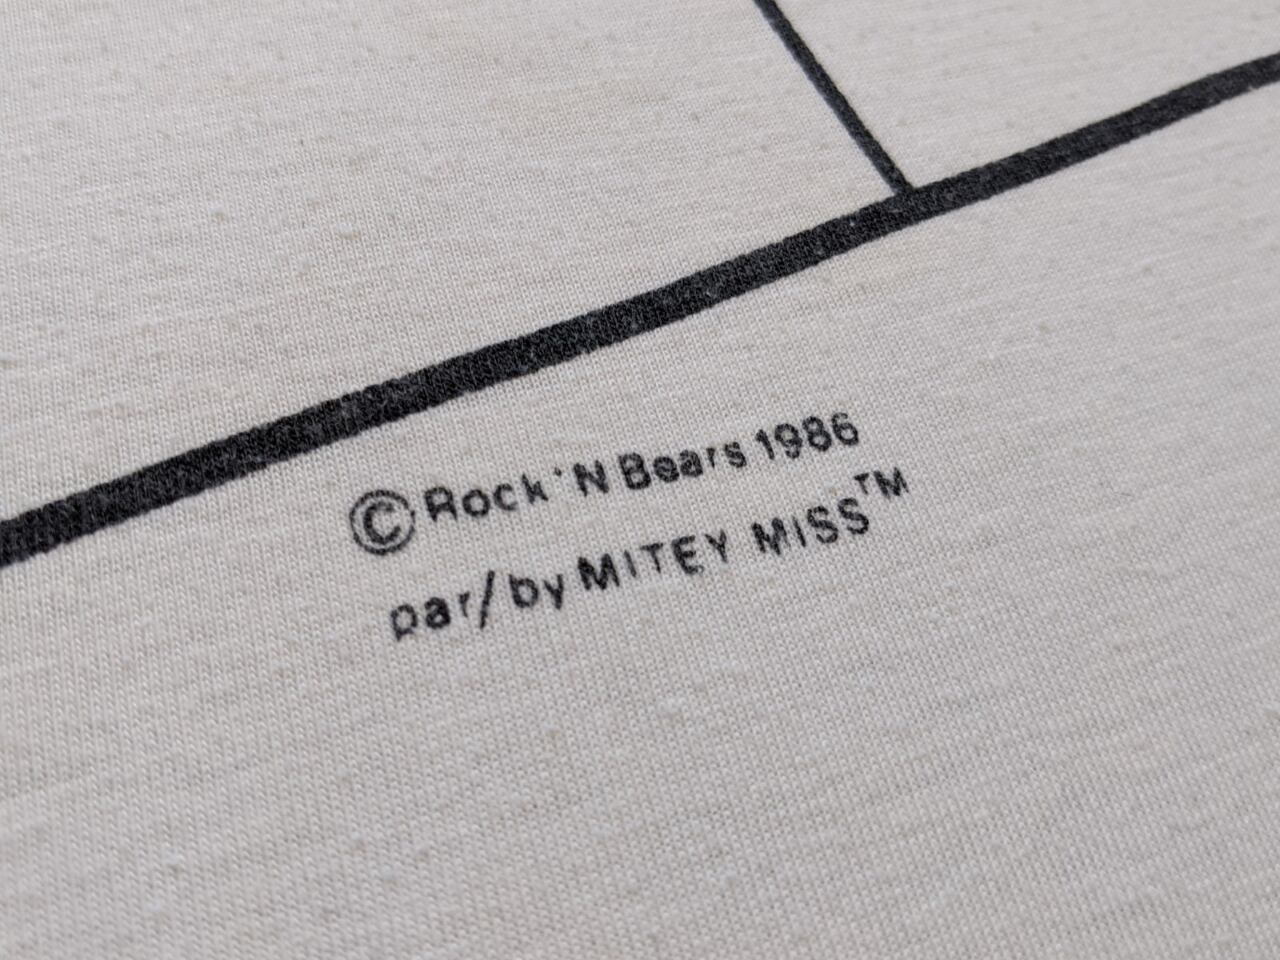 ©Rock 'N Bears 1986
par/by MITEY MISS™